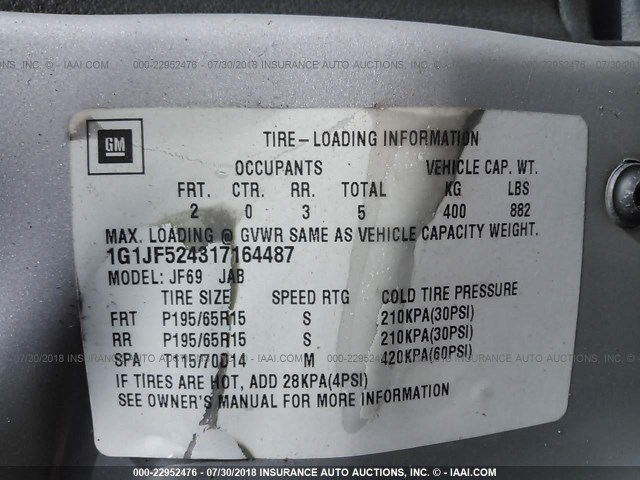 000-22952476 - 07/30/2018 INSURANCE AUTO AUCTIONS, INC. - IAAI.COM
- IAAI.COM
GM
TIRE-LOADING INFORMATION
OCCUPANTS VEHICLE CAP. WT.
FRT. CTR. RR. TOTAL KG LBS
2 0 3 5 400 882
MAX. LOADING @ GVWR SAME AS VEHICLE CAPACITY WEIGHT.
1G1JF524317164487
MODEL: JF69 JAB
TIRE SIZE SPEED RTG COLD TIRE PRESSURE
FRT P195/65R15 S 210KPA(30PSI)
RR P195/65R15 S 210KPA(30PSI)
SPA M 420KPA(60PSI)
IF TIRES ARE HOT, ADD 28KPA(4PSI)
SEE OWNER'S MANUAL FOR MORE INFORMATION
000-22952476 - 07/30/2018 INSURANCE AUTO AUCTIONS, INC. - IAAI.COM